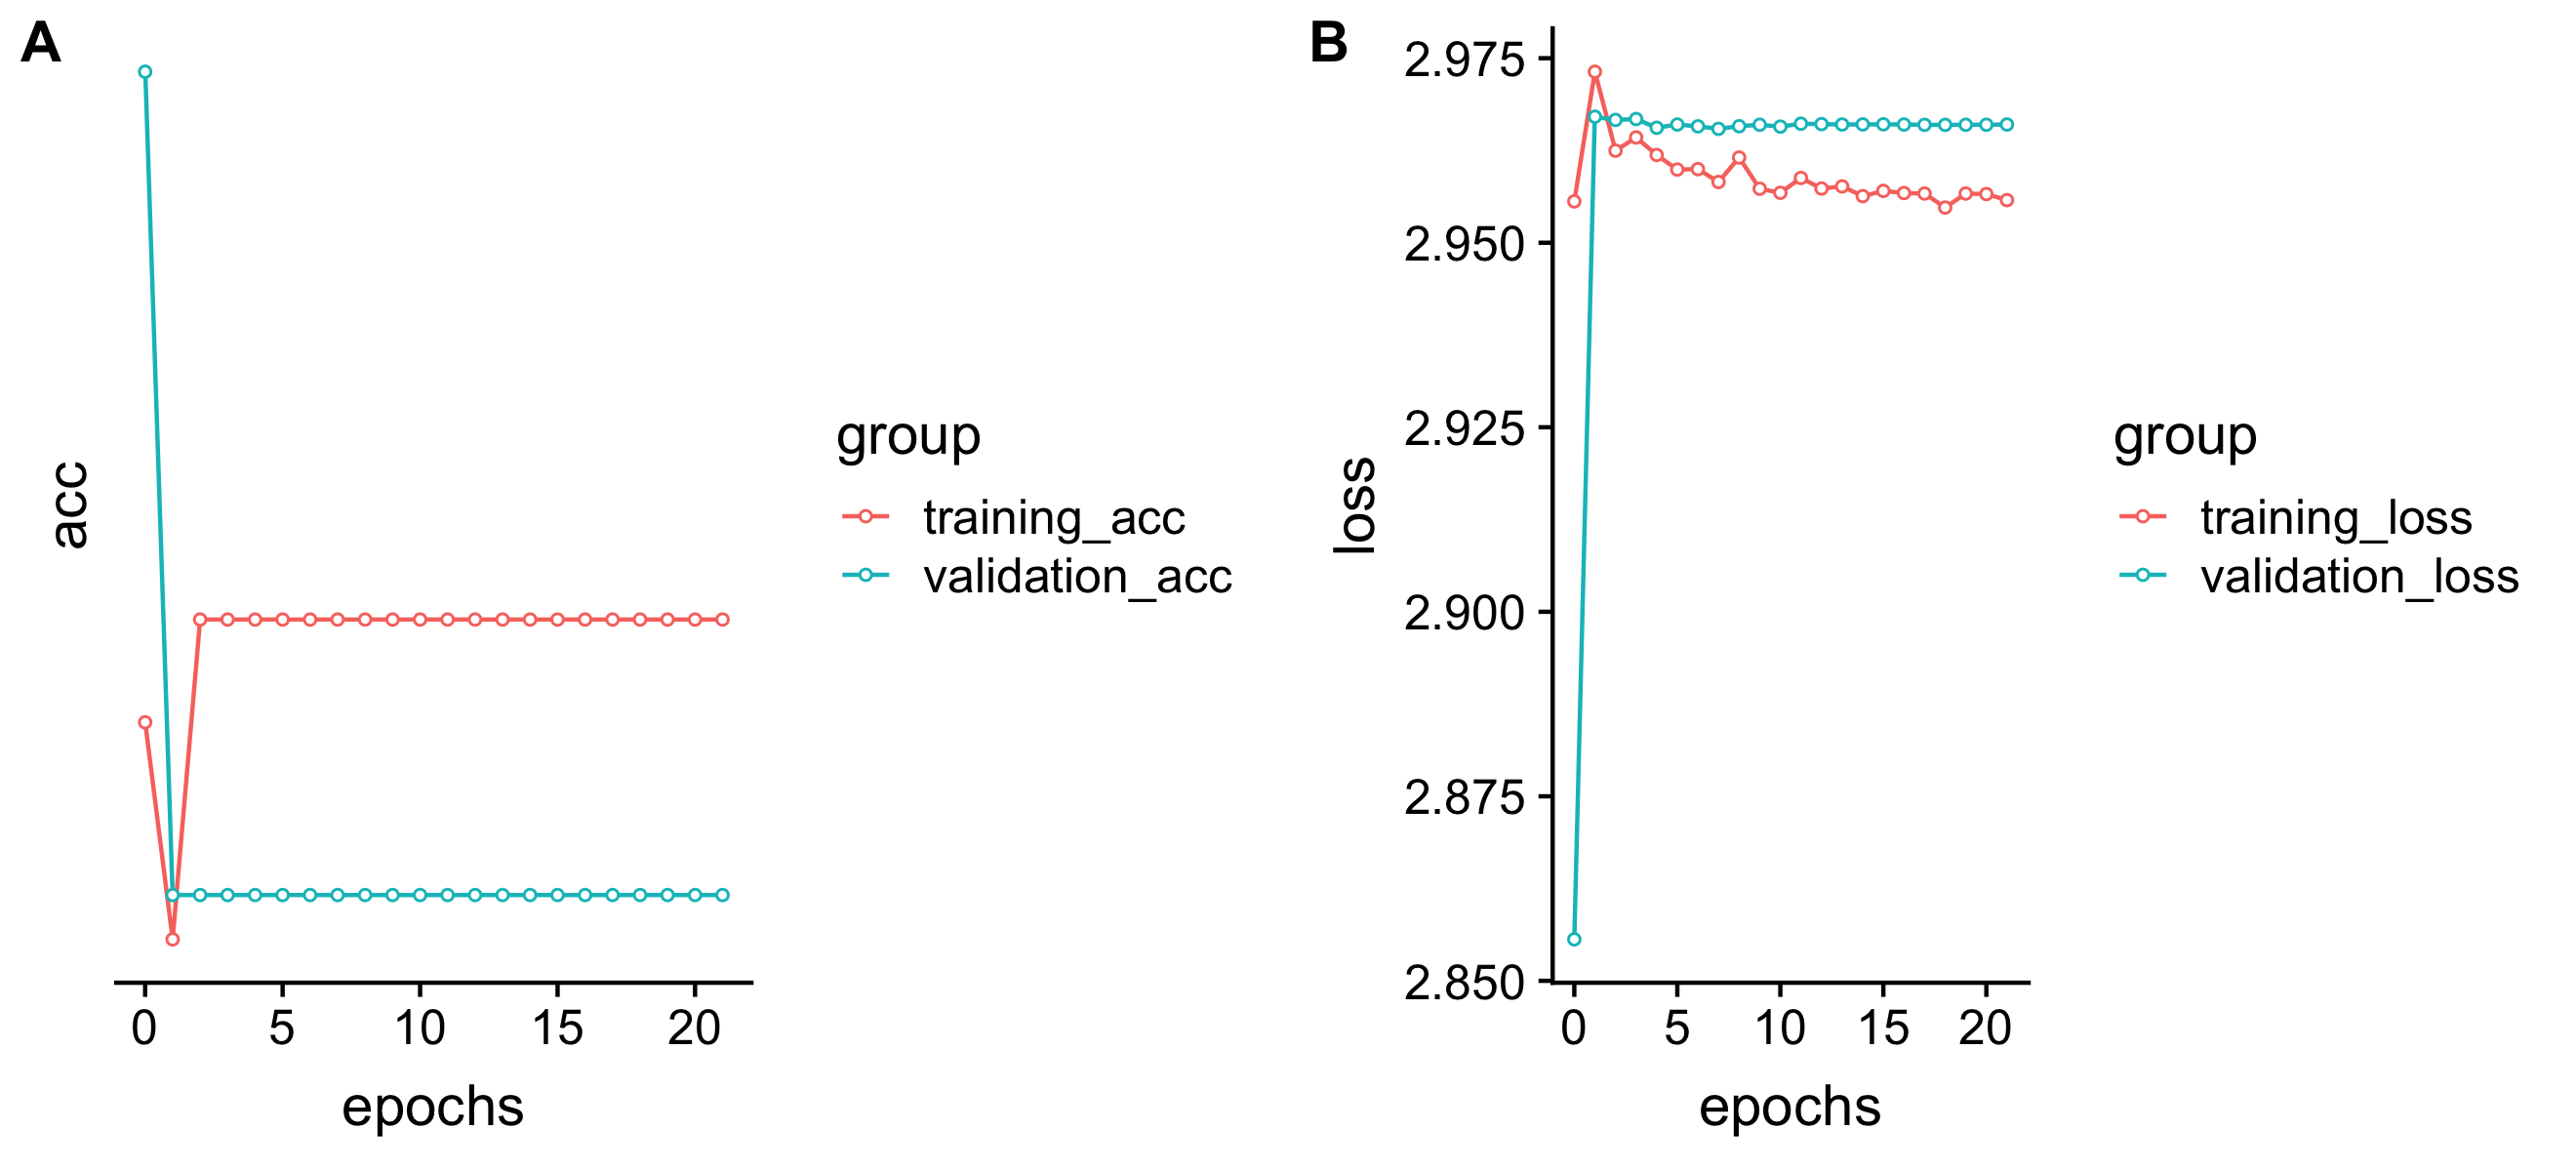 A
acc
0 5 10 15 20
epochs
group
training_acc
validation_acc
B
2.975
2.950
2.925
2.900
2.875
2.850
loss
0 5 10 15 20
epochs
group
training_loss
validation_loss